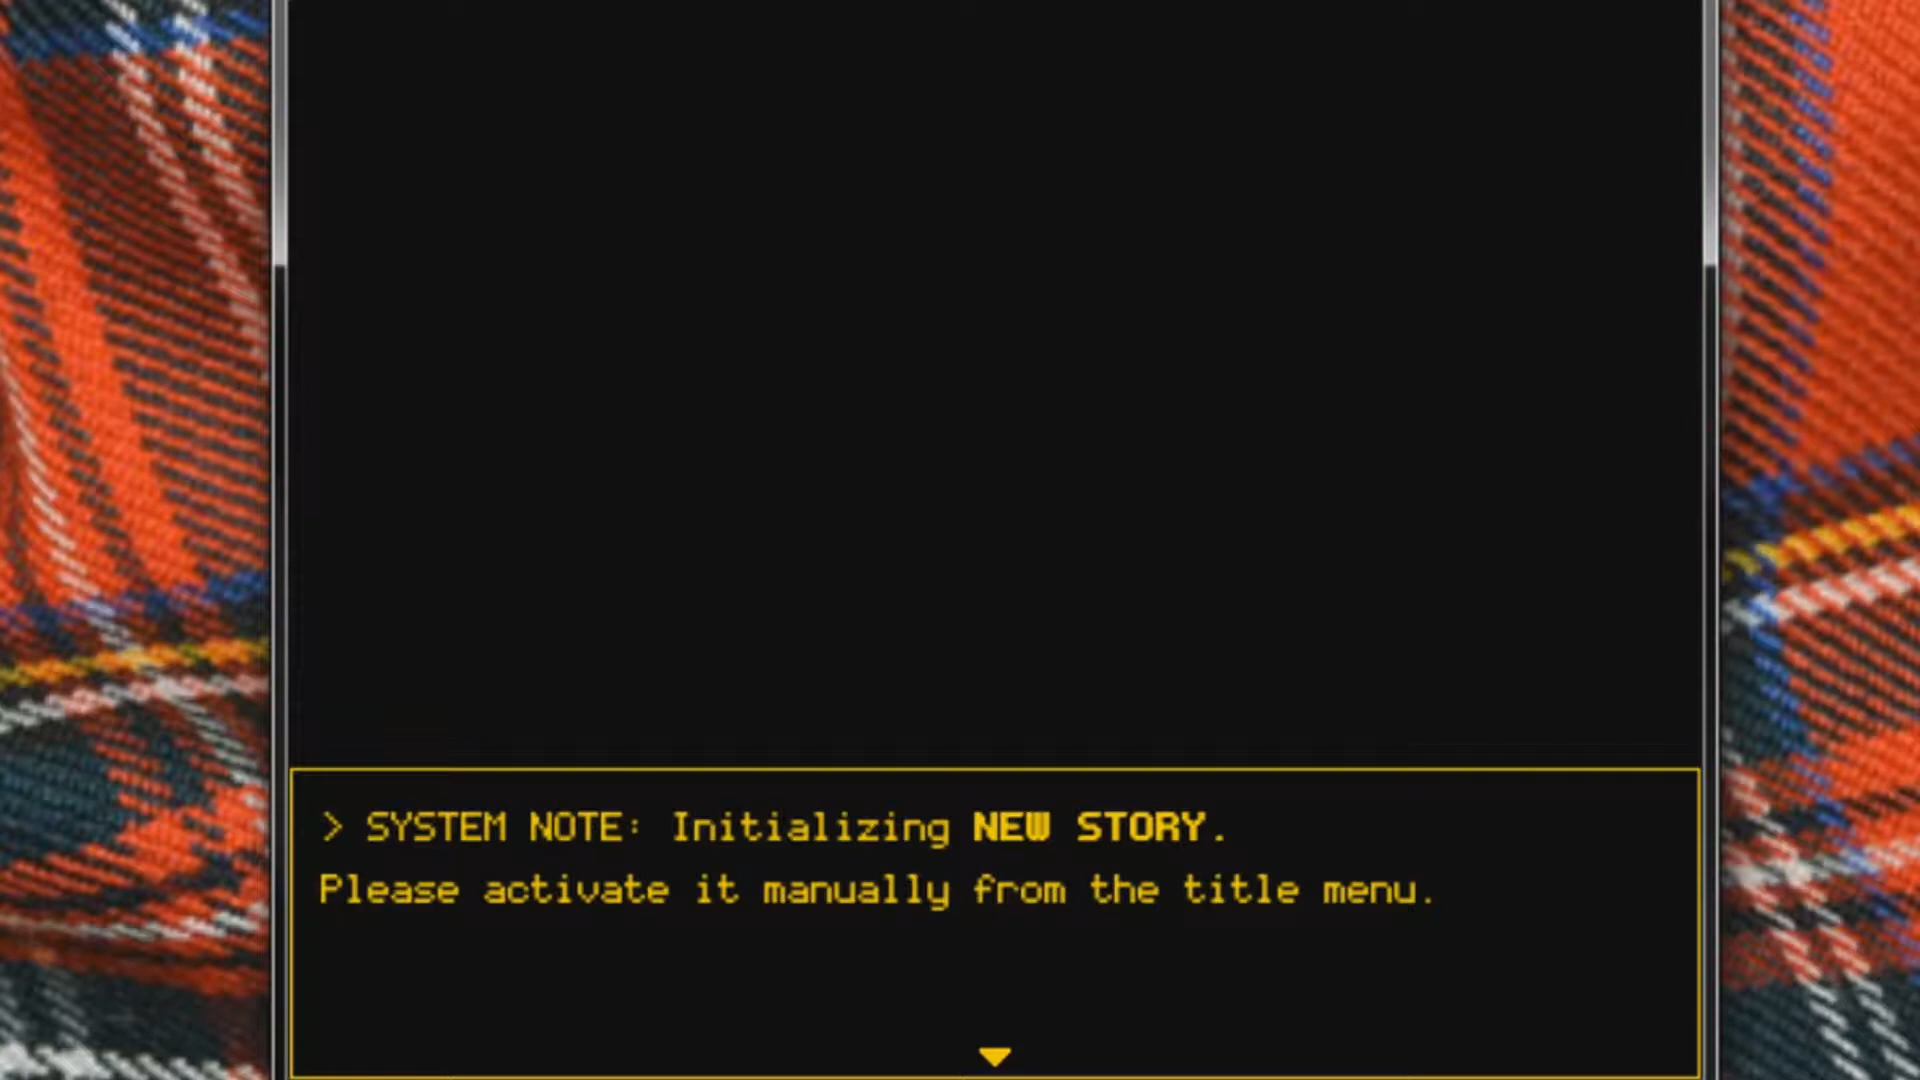 > SYSTEM NOTE: Initializing NEW STORY.
Please activate it manually from the title menu.